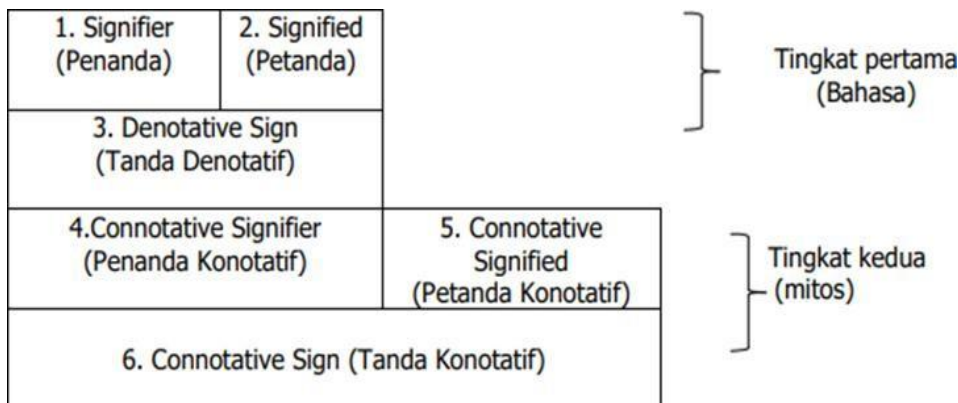 1. Signifier
(Penanda)
2. Signified
(Petanda)
Tingkat pertama
(Bahasa)
3. Denotative Sign
(Tanda Denotatif)
4.Connotative Signifier
(Penanda Konotatif)
5. Connotative
Signified
(Petanda Konotatif)
Tingkat kedua
(mitos)
6. Connotative Sign (Tanda Konotatif)